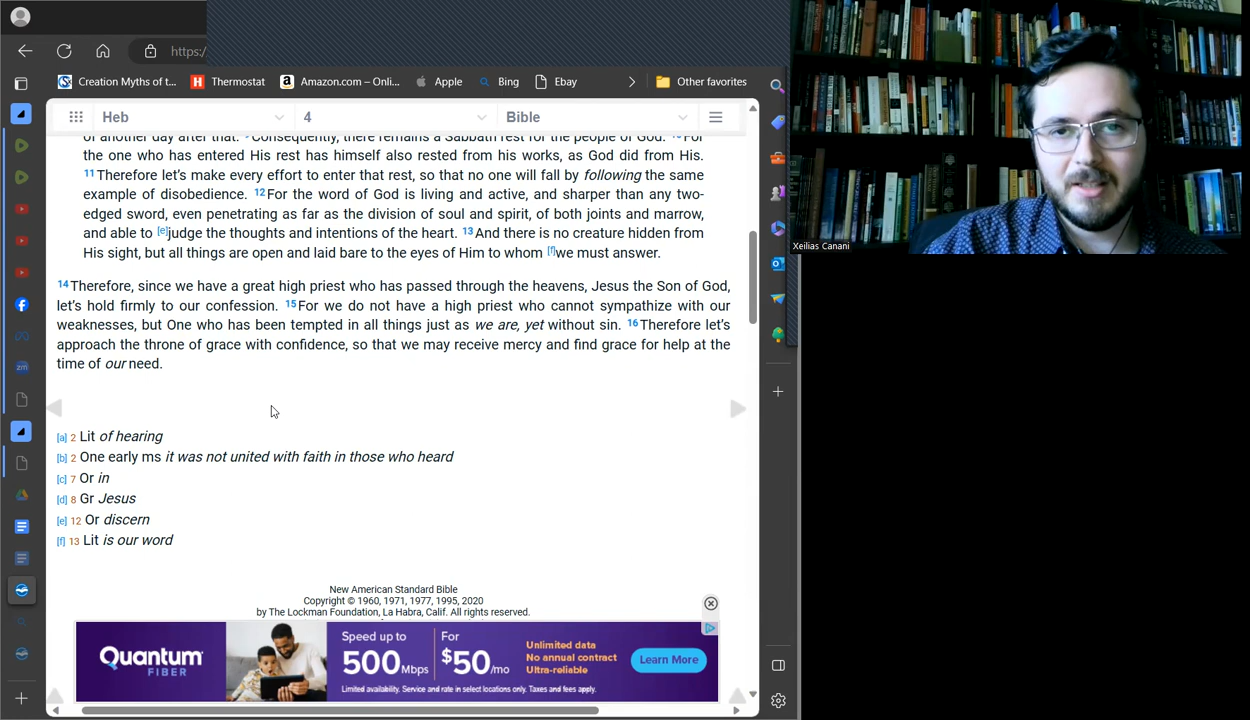 https:/
Creation Myths of t...
Thermostat
Amazon.com – Onli...
Apple
Bing
Ebay
Other favorites
Heb
4
Bible
of another day after that. Consequently, there remains a Sabbath rest for the people of God. For
the one who has entered His rest has himself also rested from his works, as God did from His.
11 Therefore let's make every effort to enter that rest, so that no one will fall by following the same
example of disobedience. 12 For the word of God is living and active, and sharper than any two-
edged sword, even penetrating as far as the division of soul and spirit, of both joints and marrow,
and able to [e]judge the thoughts and intentions of the heart. 13 And there is no creature hidden from
His sight, but all things are open and laid bare to the eyes of Him to whom [f]we must answer.
14 Therefore, since we have a great high priest who has passed through the heavens, Jesus the Son of God,
let's hold firmly to our confession. 15 For we do not have a high priest who cannot sympathize with our
weaknesses, but One who has been tempted in all things just as we are, yet without sin. 16 Therefore let's
approach the throne of grace with confidence, so that we may receive mercy and find grace for help at the
time of our need.
[a] 2 Lit of hearing
[b] 2 One early ms it was not united with faith in those who heard
[c] 7 Or in
[d] 8 Gr Jesus
[e] 12 Or discern
[f] 13 Lit is our word
New American Standard Bible
Copyright © 1960, 1971, 1977, 1995, 2020
by The Lockman Foundation, La Habra, Calif. All rights reserved.
Quantum
FIBER
Speed up to
500 Mbps
For
$50/mo
Unlimited data
No annual contract
Ultra-reliable
Learn More
Limited availability. Service and rate in select locations only. Taxes and fees apply.
Xeilias Canani
zm